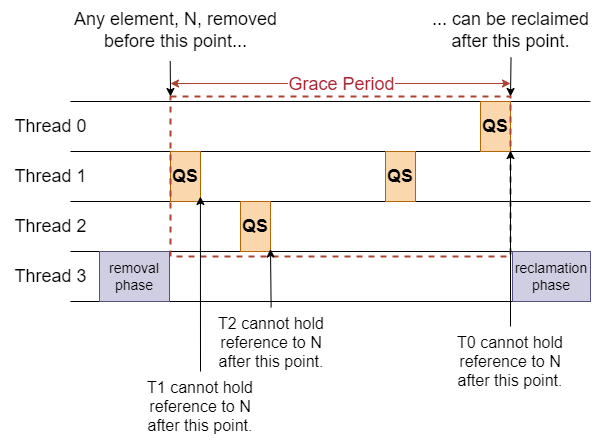 Any element, N, removed
before this point...
... can be reclaimed
after this point.
Grace Period
Thread 0
QS
Thread 1
QS
QS
Thread 2
QS
Thread 3
removal
phase
reclamation
phase
T2 cannot hold
reference to N
after this point.
T0 cannot hold
reference to N
after this point.
T1 cannot hold
reference to N
after this point.